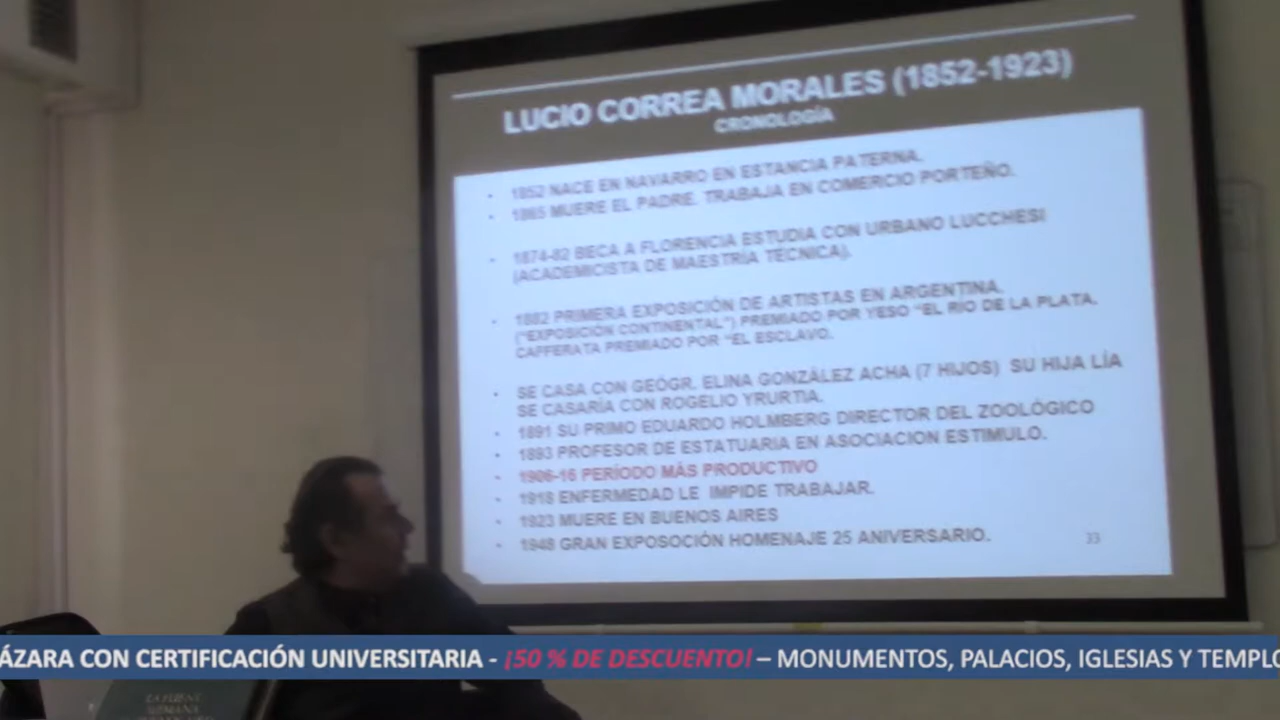 LUCIO CORREA MORALES (1852-1923)
CRONOLOGÍA
• 1852 NACE EN NAVARRO EN ESTANCIA PATERNA.
• 1865 MUERE EL PADRE. TRABAJA EN COMERCIO PORTEÑO.
• 1874-82 BECA A FLORENCIA ESTUDIA CON URBANO LUCCHESI
(ACADEMICISTA DE MAESTRÍA TECNICA).
• 1882 PRIMERA EXPOSICIÓN DE ARTISTAS EN ARGENTINA.
("EXPOSICIÓN CONTINENTAL") PREMIADO POR YESO "EL RÍO DE LA PLATA.
CAFFERATA PREMIADO POR "EL ESCLAVO.
• SE CASA CON GEÓGR. ELINA GONZÁLEZ ACHA (7 HIJOS) SU HIJA LÍA
SE CASARÍA CON ROGELIO YRURTIA.
• 1891 SU PRIMO EDUARDO HOLMBERG DIRECTOR DEL ZOOLÓGICO
• 1893 PROFESOR DE ESTATUARIA EN ASOCIACION ESTIMULO.
• 1906-16 PERÍODO MÁS PRODUCTIVO
• 1918 ENFERMEDAD LE IMPIDE TRABAJAR.
• 1923 MUERE EN BUENOS AIRES
• 1948 GRAN EXPOSOCIÓN HOMENAJE 25 ANIVERSARIO.
33
ÁZARA CON CERTIFICACIÓN UNIVERSITARIA - ¡50 % DE DESCUENTO! – MONUMENTOS, PALACIOS, IGLESIAS Y TEMPLO